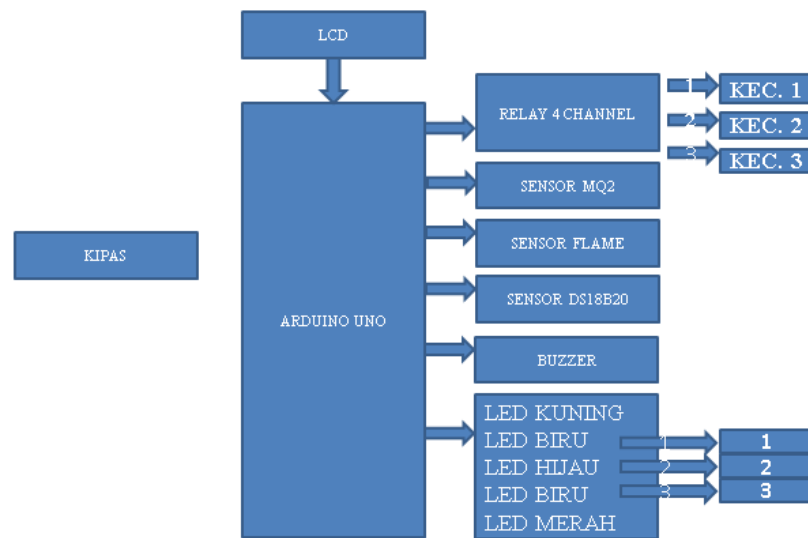 LCD
RELAY 4 CHANNEL
1
KEC. 1
2
KEC. 2
3
KEC. 3
SENSOR MQ2
SENSOR FLAME
KIPAS
SENSOR DS18B20
ARDUINO UNO
BUZZER
LED KUNING
LED BIRU
1
1
LED HIJAU
2
2
LED BIRU
3
3
LED MERAH